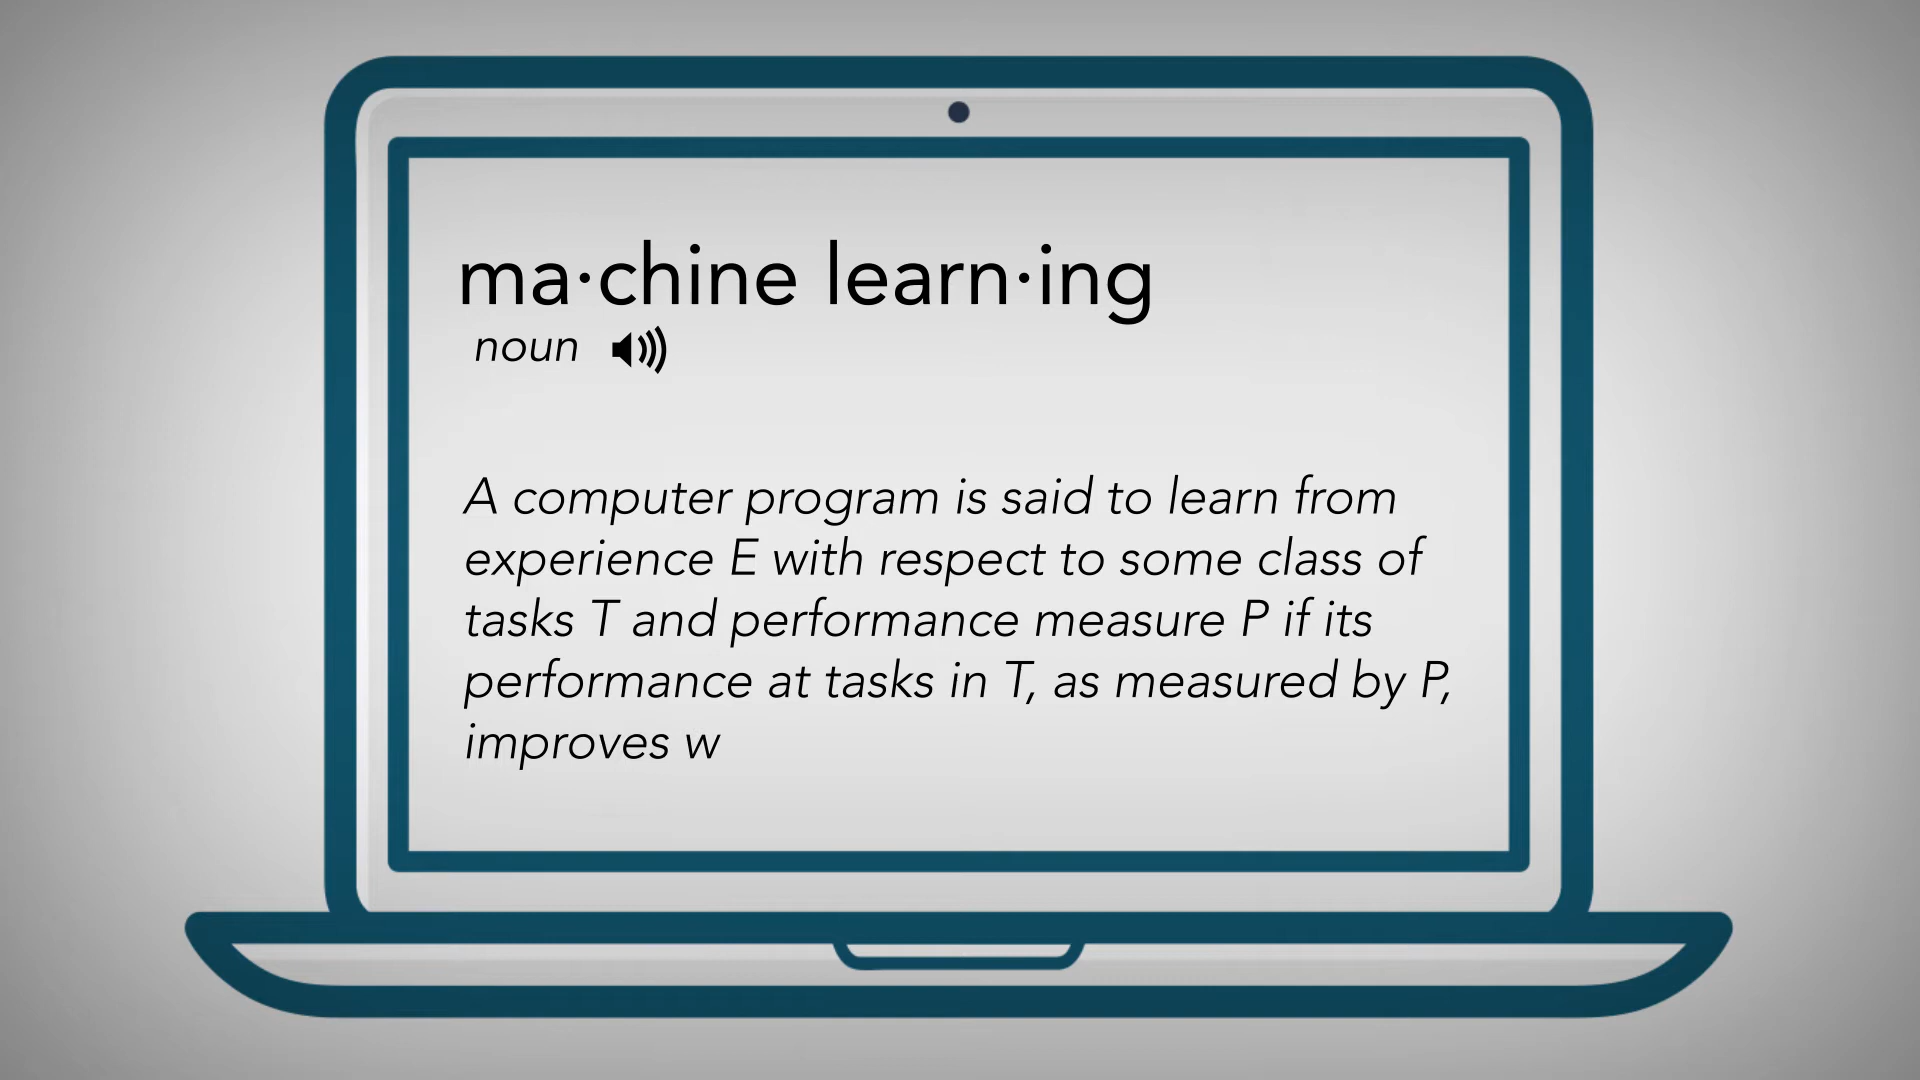 ma·chine learn·ing
noun
A computer program is said to learn from
experience E with respect to some class of
tasks T and performance measure P if its
performance at tasks in T, as measured by P,
improves w